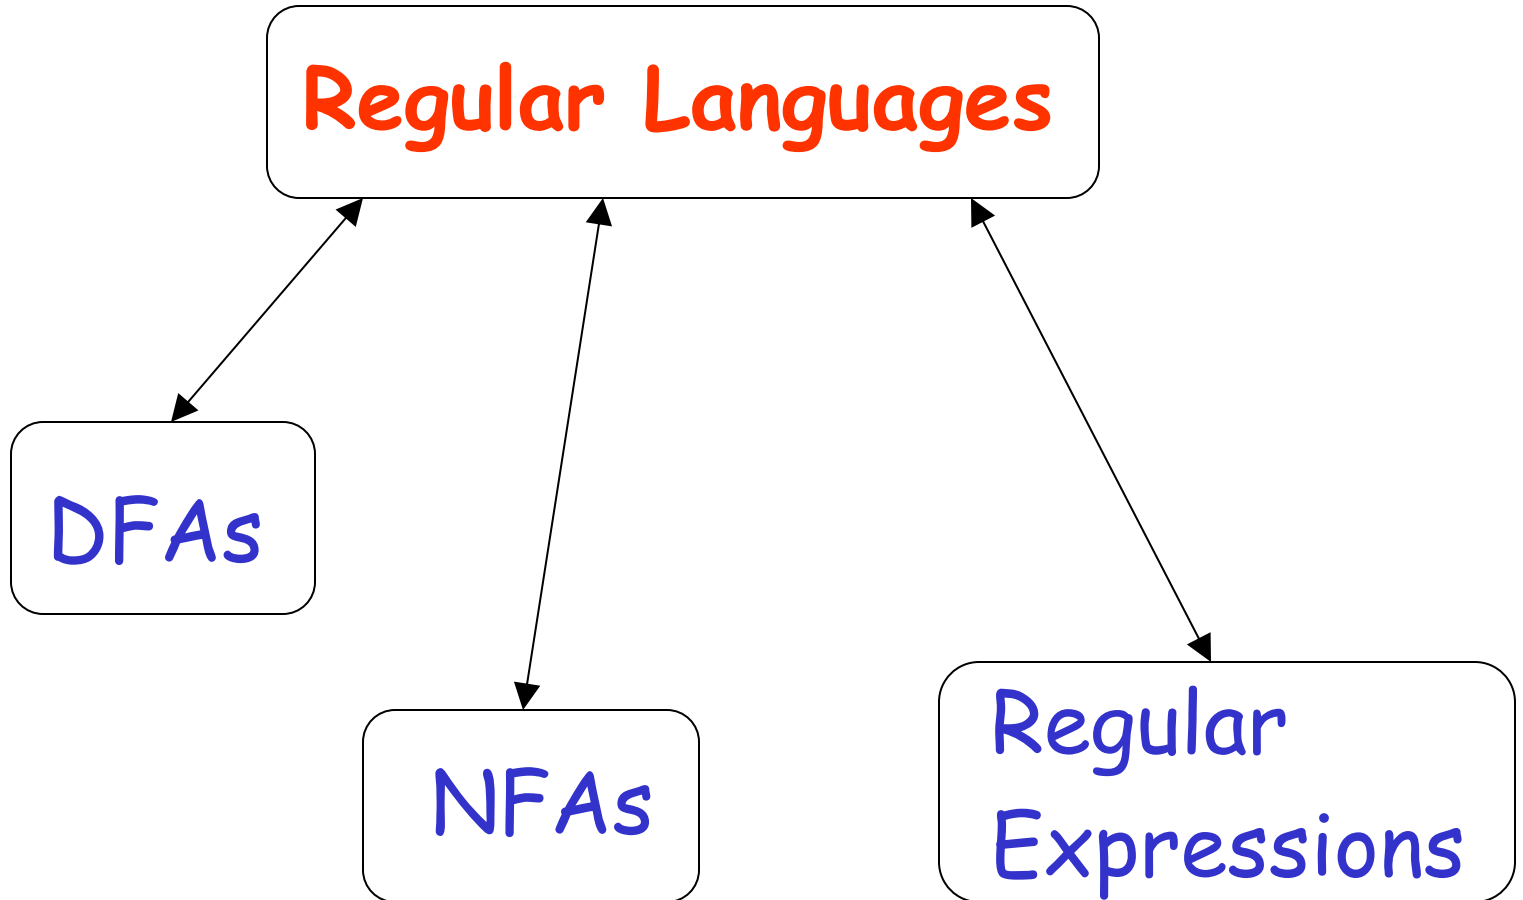 Regular Languages
DFAs
NFAs
Regular
Expressions